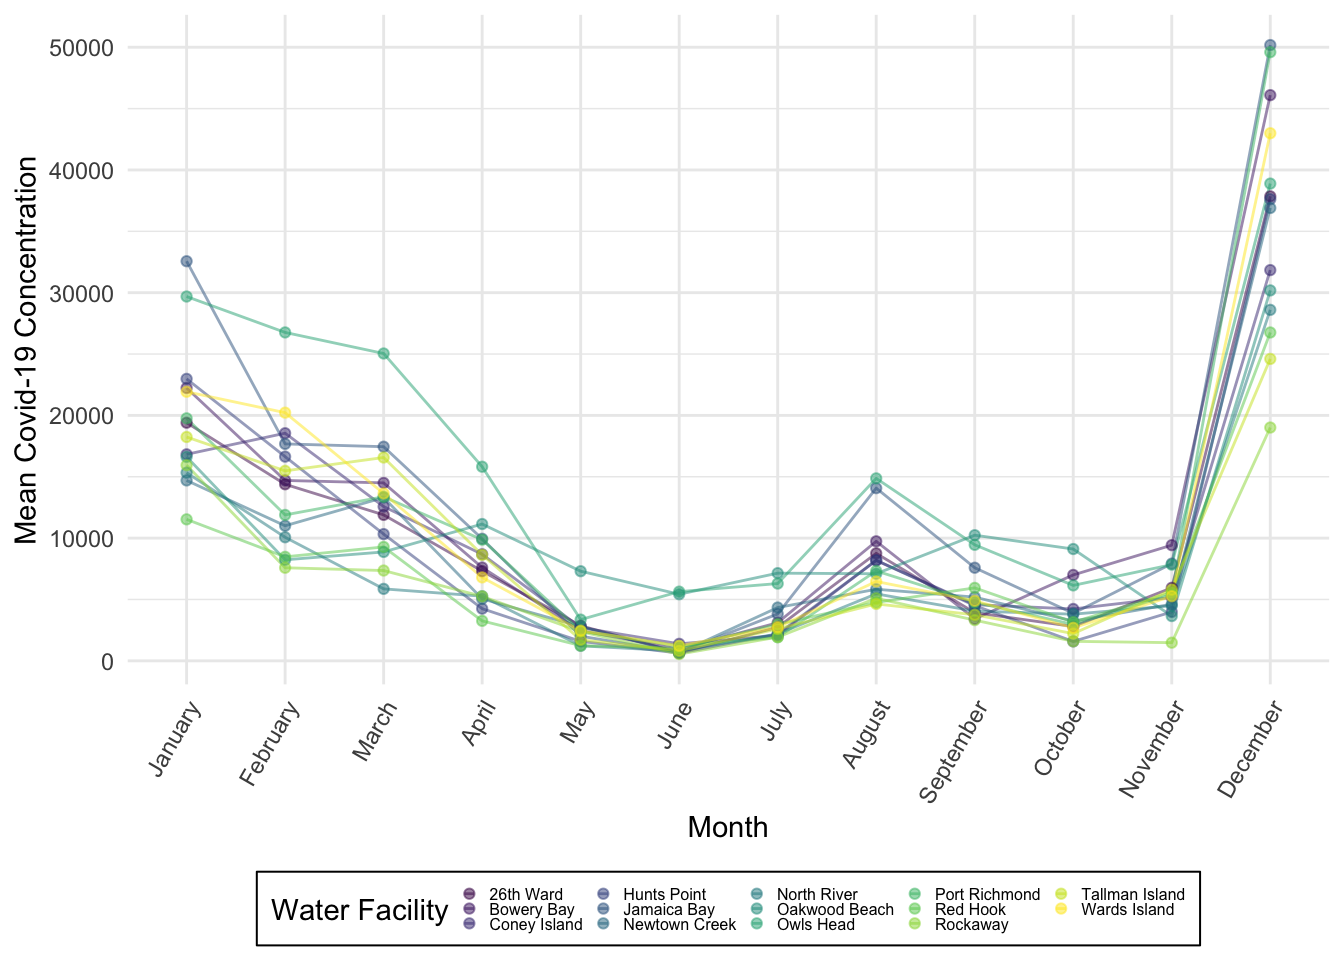 50000
40000
30000
20000
10000
0
Mean Covid-19 Concentration
January
February
March
April
May
June
July
August
September
October
November
December
Month
Water Facility
26th Ward
Bowery Bay
Coney Island
Hunts Point
Jamaica Bay
Newtown Creek
North River
Oakwood Beach
Owls Head
Port Richmond
Red Hook
Rockaway
Tallman Island
Wards Island